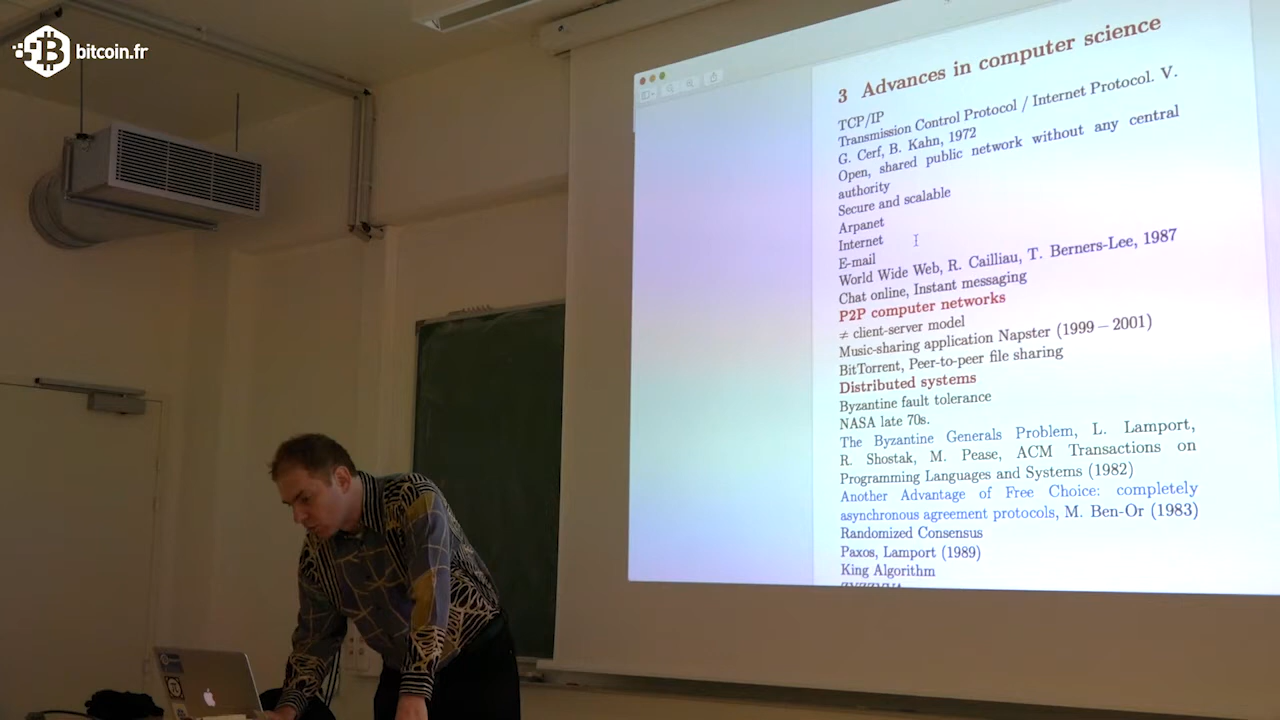 bitcoin.fr
3 Advances in computer science
TCP/IP
Transmission Control Protocol / Internet Protocol. V.
G. Cerf, B. Kahn, 1972
Open, shared public network without any central
authority
Secure and scalable
Arpanet
Internet
E-mail
World Wide Web, R. Cailliau, T. Berners-Lee, 1987
Chat online, Instant messaging
P2P computer networks
≠ client-server model
Music-sharing application Napster (1999 – 2001)
BitTorrent, Peer-to-peer file sharing
Distributed systems
Byzantine fault tolerance
NASA late 70s.
The Byzantine Generals Problem, L. Lamport,
R. Shostak, M. Pease, ACM Transactions on
Programming Languages and Systems (1982)
Another Advantage of Free Choice: completely
asynchronous agreement protocols, M. Ben-Or (1983)
Randomized Consensus
Paxos, Lamport (1989)
King Algorithm